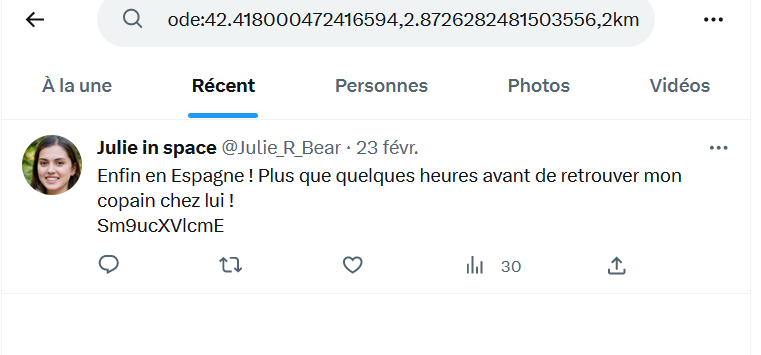 ode:42.418000472416594,2.8726282481503556,2km
À la une
Récent
Personnes
Photos
Vidéos
Julie in space @Julie_R_Bear · 23 févr.
Enfin en Espagne ! Plus que quelques heures avant de retrouver mon
copain chez lui !
Sm9ucXVlcmE
30